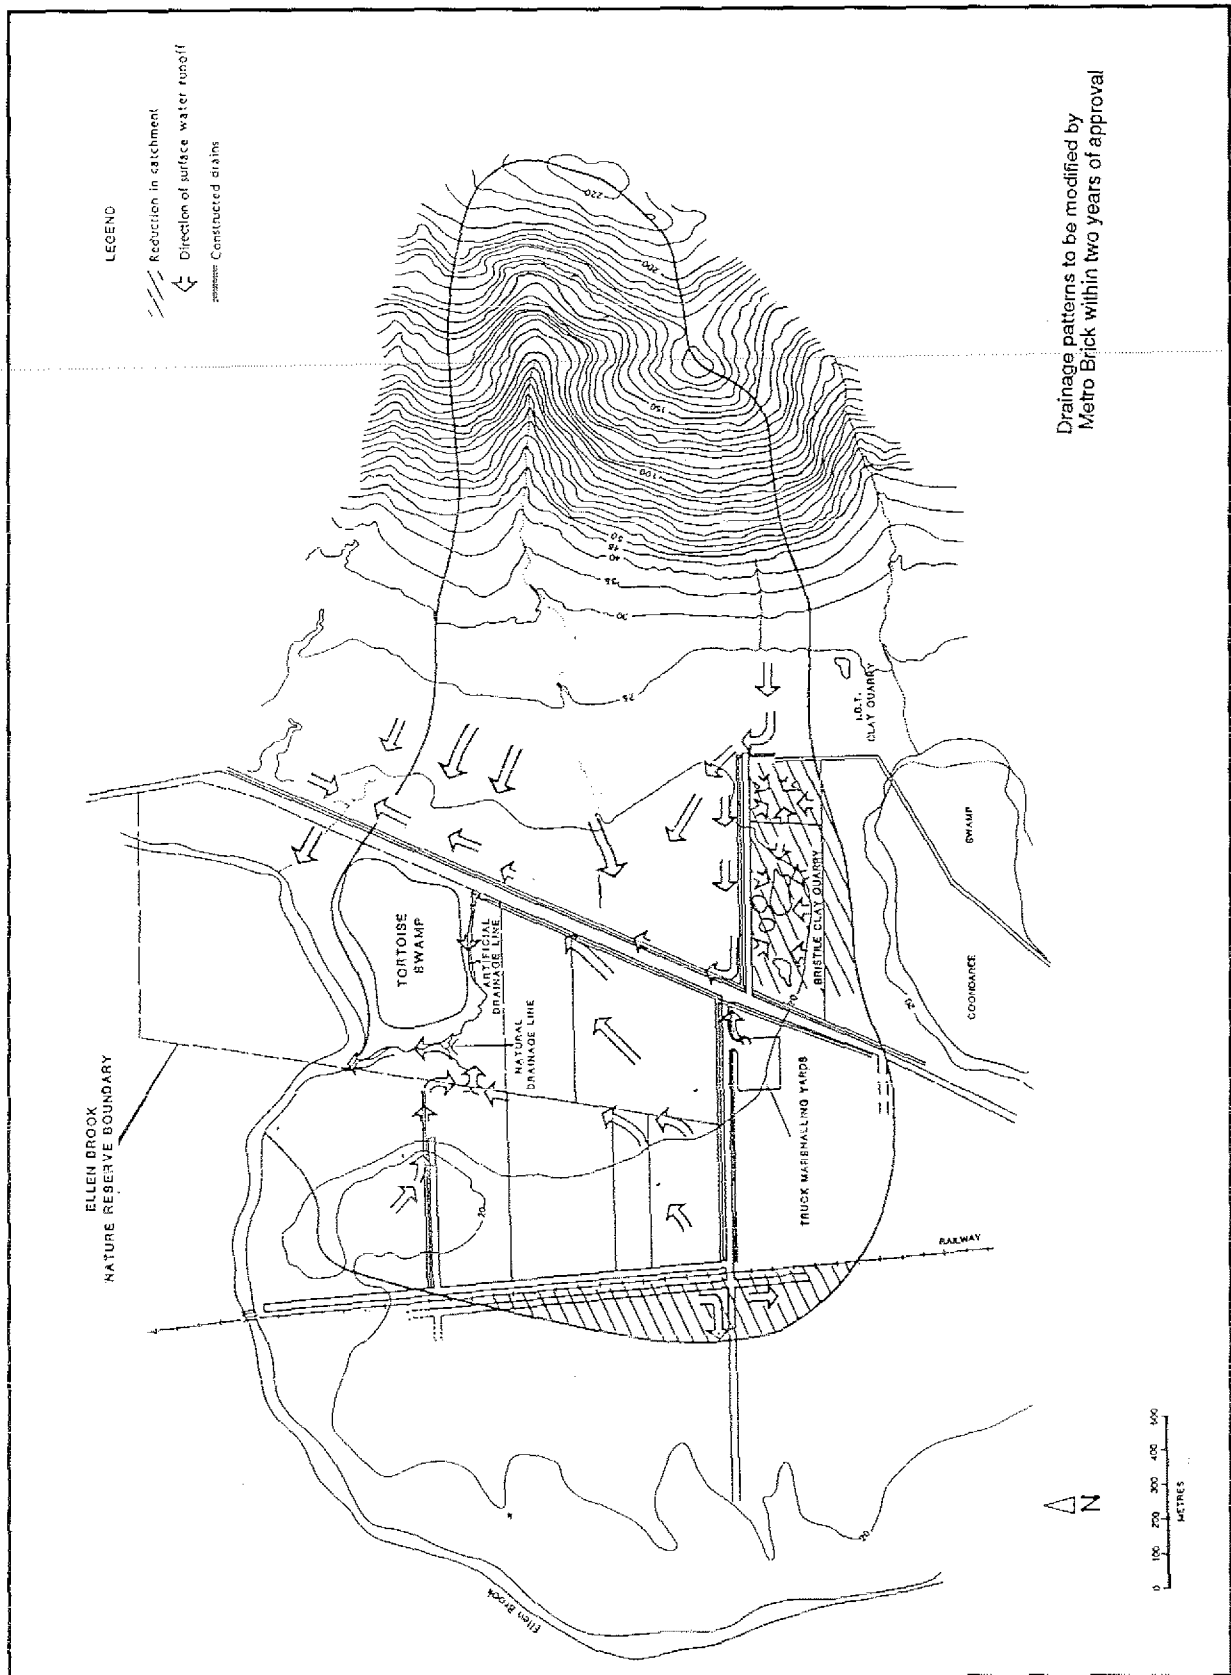 LEGEND
Reduction in catchment
Direction of surface water runoff
Constructed drains
ELLEN BROOK
NATURE RESERVE BOUNDARY
TORTOISE
SWAMP
ARTIFICIAL
DRAINAGE LINE
NATURAL
DRAINAGE LINE
220
200
150
100
50
45
40
35
30
25
20
20
20
20
I.D.T.
CLAY QUARRY
BRISTILE CLAY QUARRY
TRUCK MARSHALLING YARDS
RAILWAY
COONDAREE
SWAMP
Ellen Brook
N
0 100 200 300 400 500
METRES
Drainage patterns to be modified by
Metro Brick within two years of approval